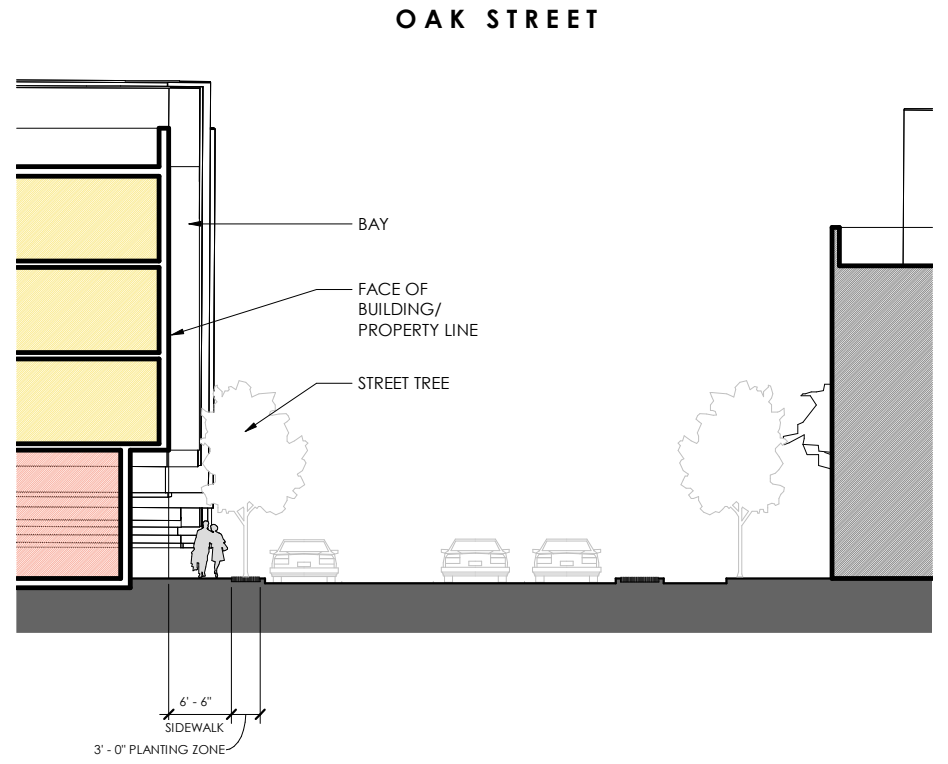 OAK STREET
BAY
FACE OF
BUILDING/
PROPERTY LINE
STREET TREE
6' - 6"
SIDEWALK
3' - 0" PLANTING ZONE